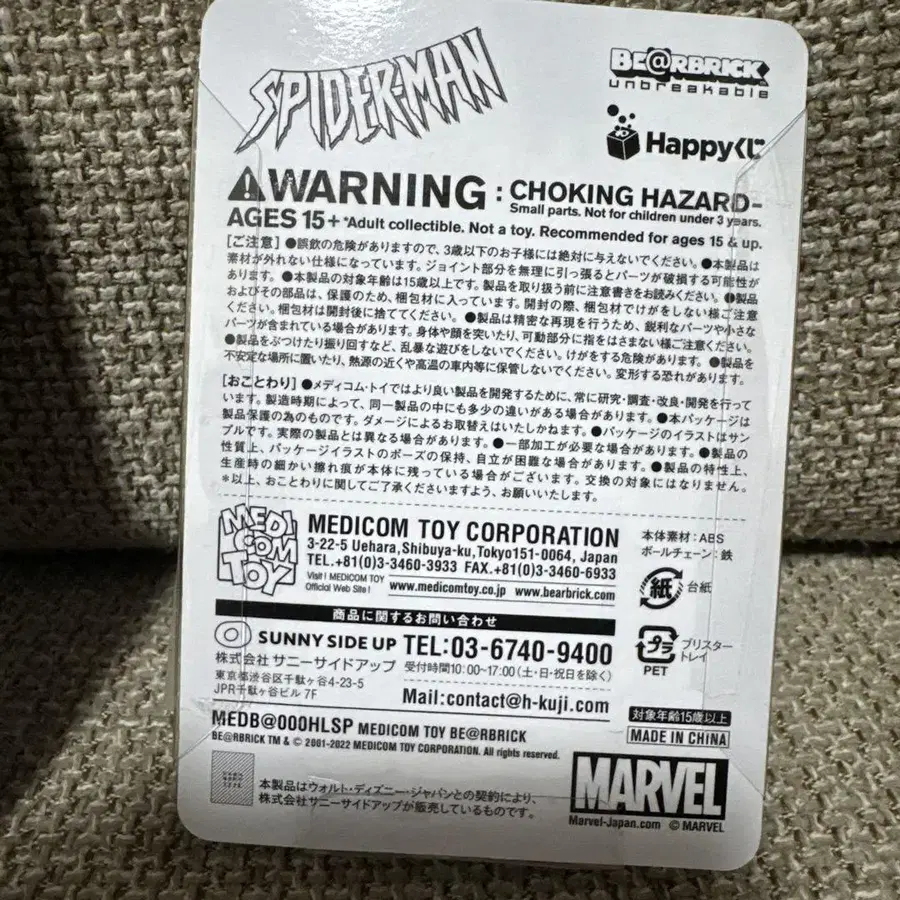 SPIDER-MAN
BE@RBRICK
unbreakable
Happyくじ
WARNING : CHOKING HAZARD-
Small parts. Not for children under 3 years.
AGES 15+ *Adult collectible. Not a toy. Recommended for ages 15 & up.
[ご注意] ●誤飲の危険がありますので、3歳以下のお子様には絶対に与えないでください。●本製品は
素材が外れない仕様になっています。ジョイント部分を無理に引っ張るとパーツが破損する可能性が
あります。●本製品の対象年齢は15歳以上です。製品を取り扱う前に注意書きをお読みください。●製品
およびその部品は、保護のため、梱包材に入っています。開封の際、梱包材でけがをしない様ご注意
ください。梱包材は開封後に捨ててください。●製品は精密な再現を行うため、鋭利なパーツや小さな
パーツが含まれている場合があります。身体や顔を突いたり、可動部分に指をはさまない様ご注意ください。
●製品をぶつけたり振り回すなど、乱暴な遊びをしないでください。けがをする危険があります。●製品を
不安定な場所に置いたり、熱源の近くや高温の車内等に保管しないでください。変形する恐れがあります。
[おことわり] ●メディコム・トイではより良い製品を開発するために、常に研究・調査・改良・開発を行って
います。製造時期によって、同一製品の中にも多少の違いがある場合があります。●本パッケージは
製品保護の為のものです。ダメージによるお取替えはいたしかねます。●パッケージのイラストはサン
プルです。実際の製品とは異なる場合があります。●一部加工が必要な場合があります。●製品の
性質上、パッケージイラストのポーズの保持、自立が困難な場合があります。●製品の特性上、
生産時の細かい擦れ痕が本体に残っている場合がございます。交換の対象にはなりません。
*以上、おことわりに関してご了承くださいますよう、お願いいたします。
MEDI COM TOY
MEDICOM TOY CORPORATION
3-22-5 Uehara,Shibuya-ku,Tokyo151-0064, Japan
TEL.+81(0)3-3460-3933 FAX.+81(0)3-3460-6933
Visit! MEDICOM TOY
Official Web Site!
www.medicomtoy.co.jp www.bearbrick.com
本体素材：ABS
ボールチェーン：鉄
紙 台紙
プラ ブリスター
トレイ
PET
商品に関するお問い合わせ
SUNNY SIDE UP TEL:03-6740-9400
株式会社 サニーサイドアップ 受付時間10:00~17:00(土・日・祝日を除く)
東京都渋谷区千駄ヶ谷4-23-5
JPR千駄ヶ谷ビル 7F
Mail:contact@h-kuji.com
MEDB@000HLSP MEDICOM TOY BE@RBRICK
BE@RBRICK TM & © 2001-2022 MEDICOM TOY CORPORATION. All rights reserved.
対象年齢15歳以上
MADE IN CHINA
本製品はウォルト・ディズニー・ジャパンとの契約により、
株式会社サニーサイドアップが販売しているものです。
MARVEL
Marvel-Japan.com © MARVEL